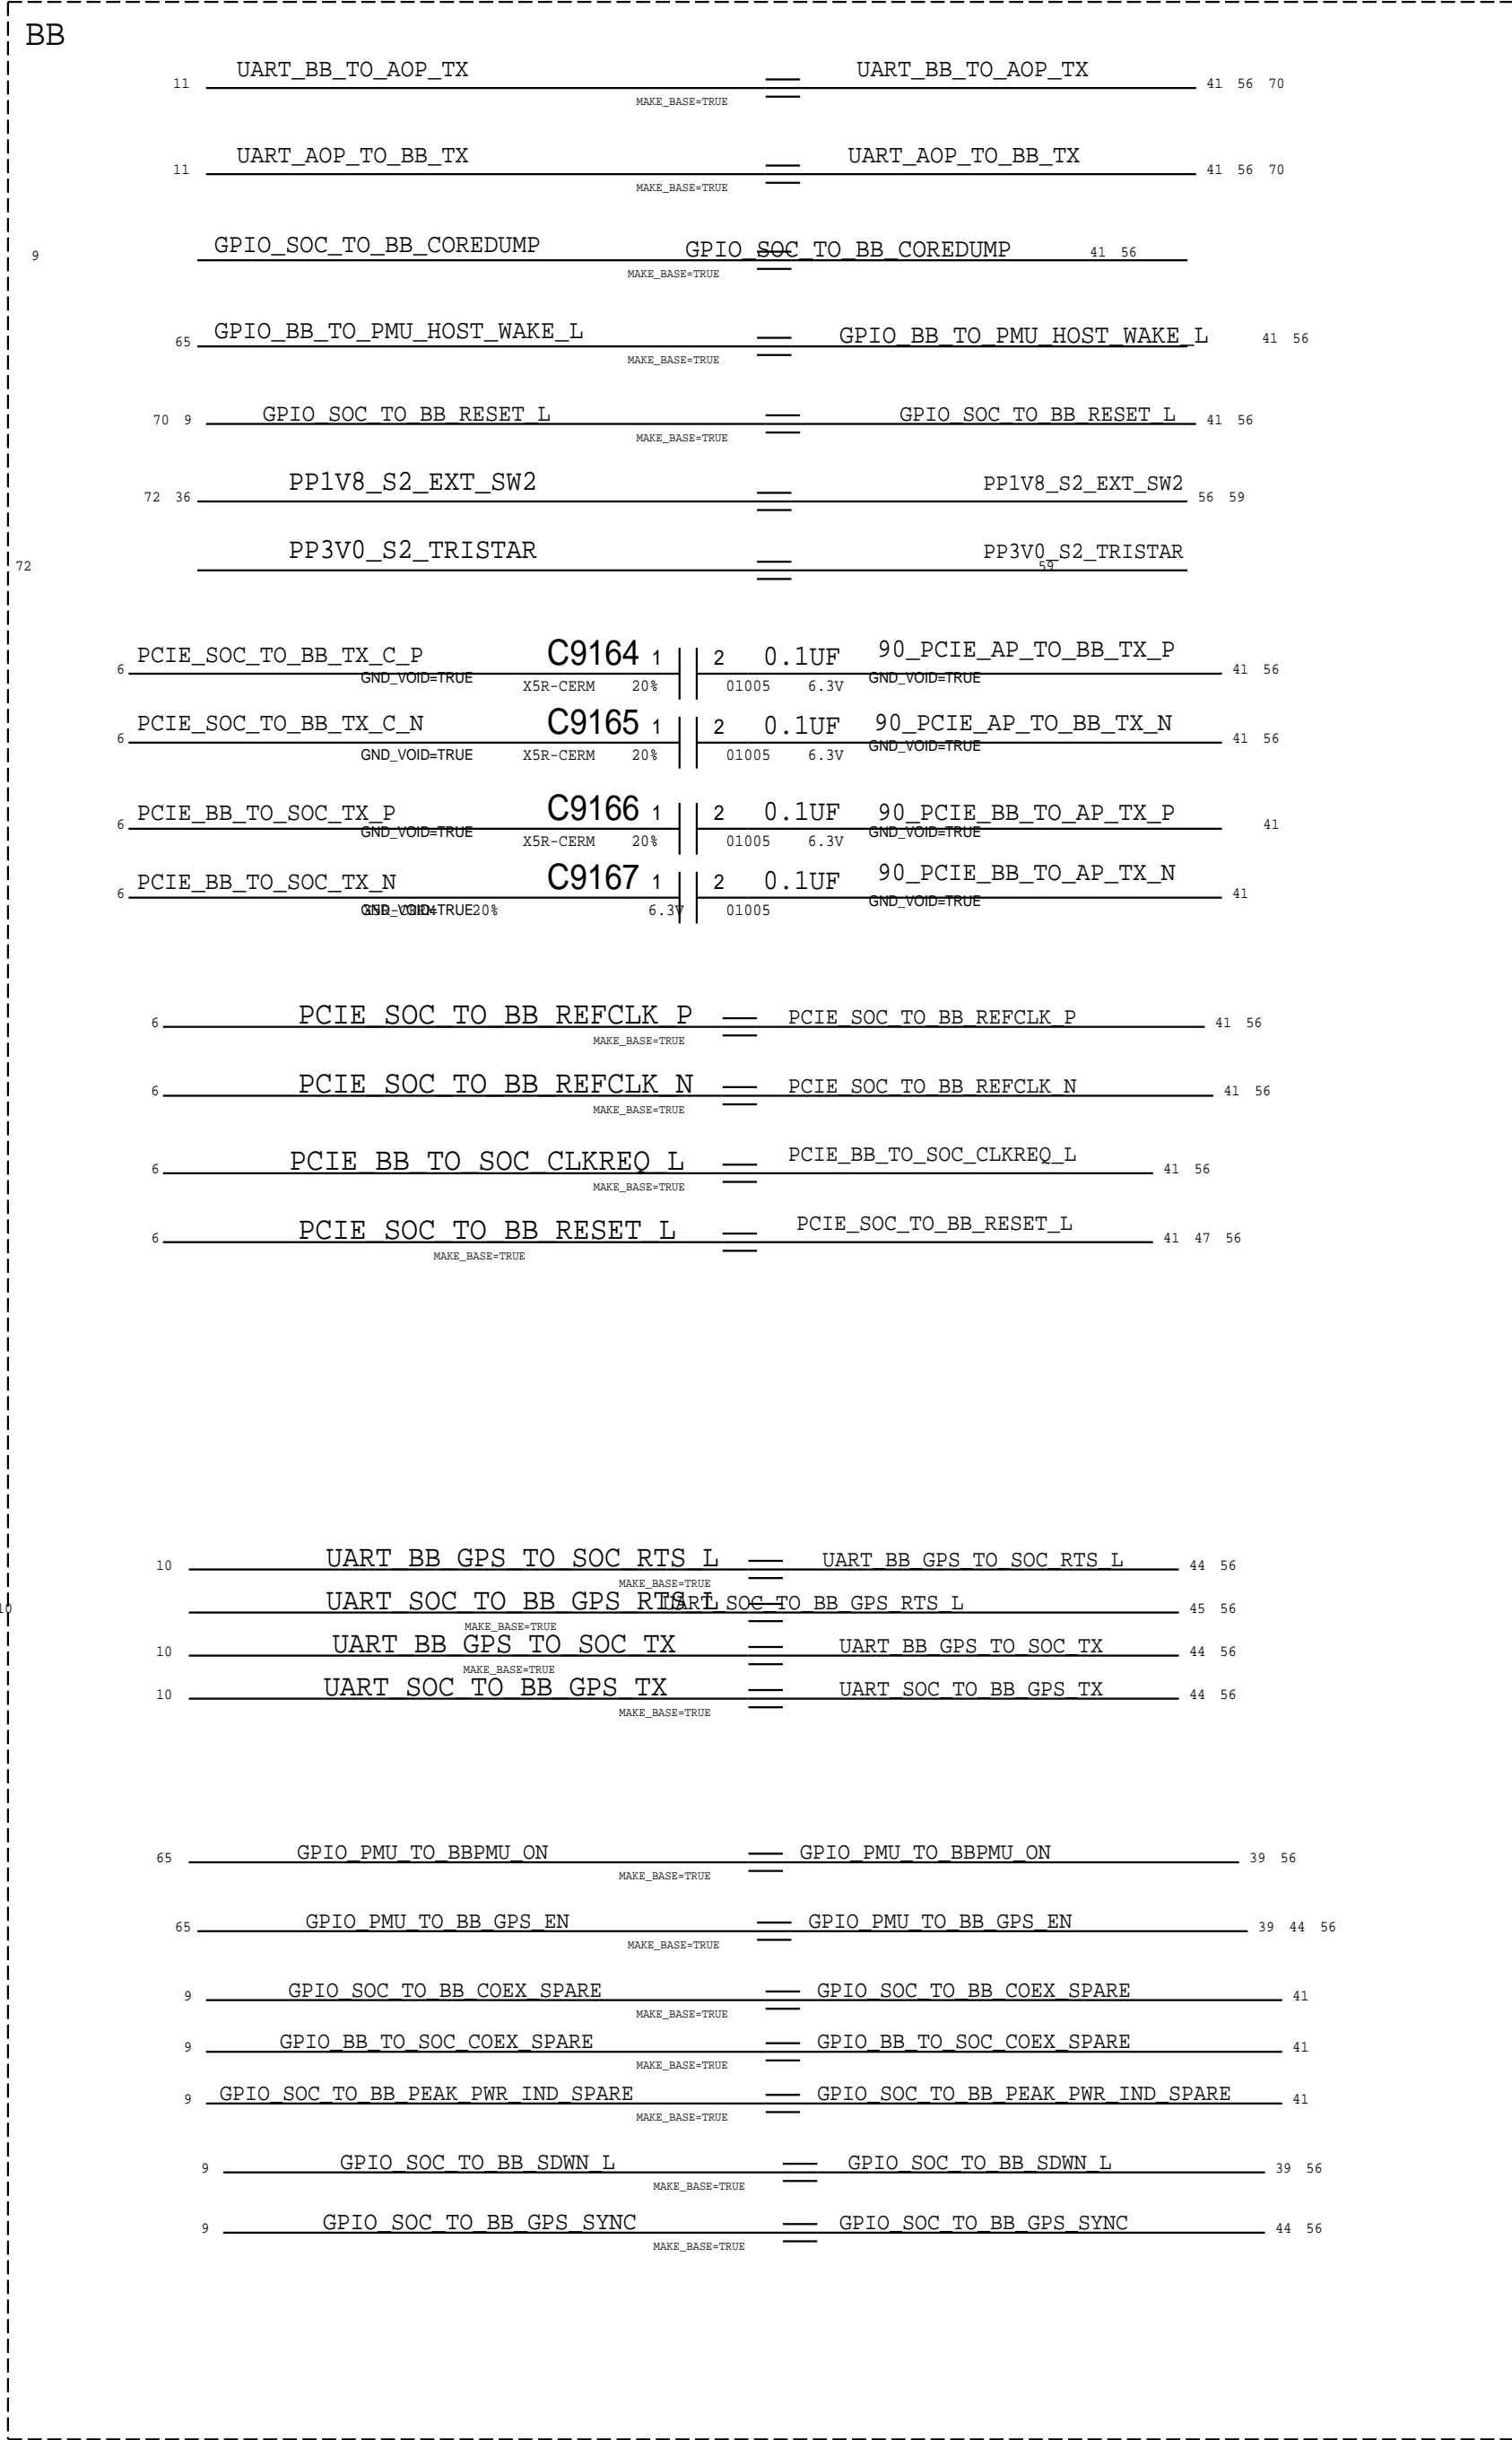 BB
UART_BB_TO_AOP_TX UART_BB_TO_AOP_TX
11 41 56 70
MAKE_BASE=TRUE
UART_AOP_TO_BB_TX UART_AOP_TO_BB_TX
11 41 56 70
MAKE_BASE=TRUE
GPIO_SOC_TO_BB_COREDUMP GPIO_SOC_TO_BB_COREDUMP
9 41 56
MAKE_BASE=TRUE
GPIO_BB_TO_PMU_HOST_WAKE_L GPIO_BB_TO_PMU_HOST_WAKE_L
65 41 56
MAKE_BASE=TRUE
70 9 GPIO_SOC_TO_BB_RESET_L GPIO_SOC_TO_BB_RESET_L 41 56
MAKE_BASE=TRUE
PP1V8_S2_EXT_SW2 PP1V8_S2_EXT_SW2
72 36 56 59
PP3V0_S2_TRISTAR PP3V0_S2_TRISTAR
72 59
PCIE_SOC_TO_BB_TX_C_P C9164 1 2 0.1UF 90_PCIE_AP_TO_BB_TX_P
6 41 56
GND_VOID=TRUE X5R-CERM 20% 01005 6.3V GND_VOID=TRUE
PCIE_SOC_TO_BB_TX_C_N C9165 1 2 0.1UF 90_PCIE_AP_TO_BB_TX_N
6 41 56
GND_VOID=TRUE X5R-CERM 20% 01005 6.3V GND_VOID=TRUE
PCIE_BB_TO_SOC_TX_P C9166 1 2 0.1UF 90_PCIE_BB_TO_AP_TX_P
6 41
GND_VOID=TRUE X5R-CERM 20% 01005 6.3V GND_VOID=TRUE
PCIE_BB_TO_SOC_TX_N C9167 1 2 0.1UF 90_PCIE_BB_TO_AP_TX_N
6 41
GND_VOID=TRUE X5R-CERM 20% 6.3V 01005 GND_VOID=TRUE
6 PCIE_SOC_TO_BB_REFCLK_P PCIE_SOC_TO_BB_REFCLK_P 41 56
MAKE_BASE=TRUE
6 PCIE_SOC_TO_BB_REFCLK_N PCIE_SOC_TO_BB_REFCLK_N 41 56
MAKE_BASE=TRUE
6 PCIE_BB_TO_SOC_CLKREQ_L PCIE_BB_TO_SOC_CLKREQ_L 41 56
MAKE_BASE=TRUE
6 PCIE_SOC_TO_BB_RESET_L PCIE_SOC_TO_BB_RESET_L 41 47 56
MAKE_BASE=TRUE
10 UART_BB_GPS_TO_SOC_RTS_L UART_BB_GPS_TO_SOC_RTS_L 44 56
MAKE_BASE=TRUE
10 UART_SOC_TO_BB_GPS_RTS_L UART_SOC_TO_BB_GPS_RTS_L 45 56
MAKE_BASE=TRUE
10 UART_BB_GPS_TO_SOC_TX UART_BB_GPS_TO_SOC_TX 44 56
MAKE_BASE=TRUE
10 UART_SOC_TO_BB_GPS_TX UART_SOC_TO_BB_GPS_TX 44 56
MAKE_BASE=TRUE
65 GPIO_PMU_TO_BBPMU_ON GPIO_PMU_TO_BBPMU_ON 39 56
MAKE_BASE=TRUE
65 GPIO_PMU_TO_BB_GPS_EN GPIO_PMU_TO_BB_GPS_EN 39 44 56
MAKE_BASE=TRUE
9 GPIO_SOC_TO_BB_COEX_SPARE GPIO_SOC_TO_BB_COEX_SPARE 41
MAKE_BASE=TRUE
9 GPIO_BB_TO_SOC_COEX_SPARE GPIO_BB_TO_SOC_COEX_SPARE 41
MAKE_BASE=TRUE
9 GPIO_SOC_TO_BB_PEAK_PWR_IND_SPARE GPIO_SOC_TO_BB_PEAK_PWR_IND_SPARE 41
MAKE_BASE=TRUE
9 GPIO_SOC_TO_BB_SDWN_L GPIO_SOC_TO_BB_SDWN_L 39 56
MAKE_BASE=TRUE
9 GPIO_SOC_TO_BB_GPS_SYNC GPIO_SOC_TO_BB_GPS_SYNC 44 56
MAKE_BASE=TRUE